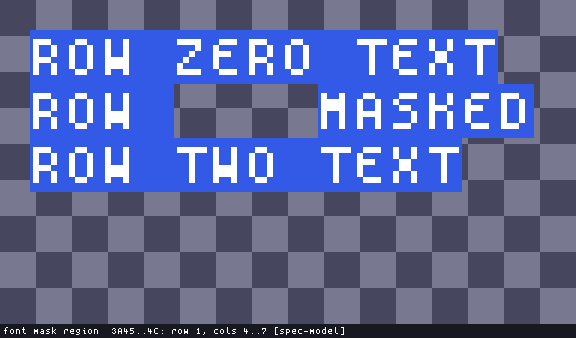 ROW ZERO TEXT
ROW MASKED
ROW TWO TEXT
font mask region 3A45..4C: row 1, cols 4..7 [spec-model]